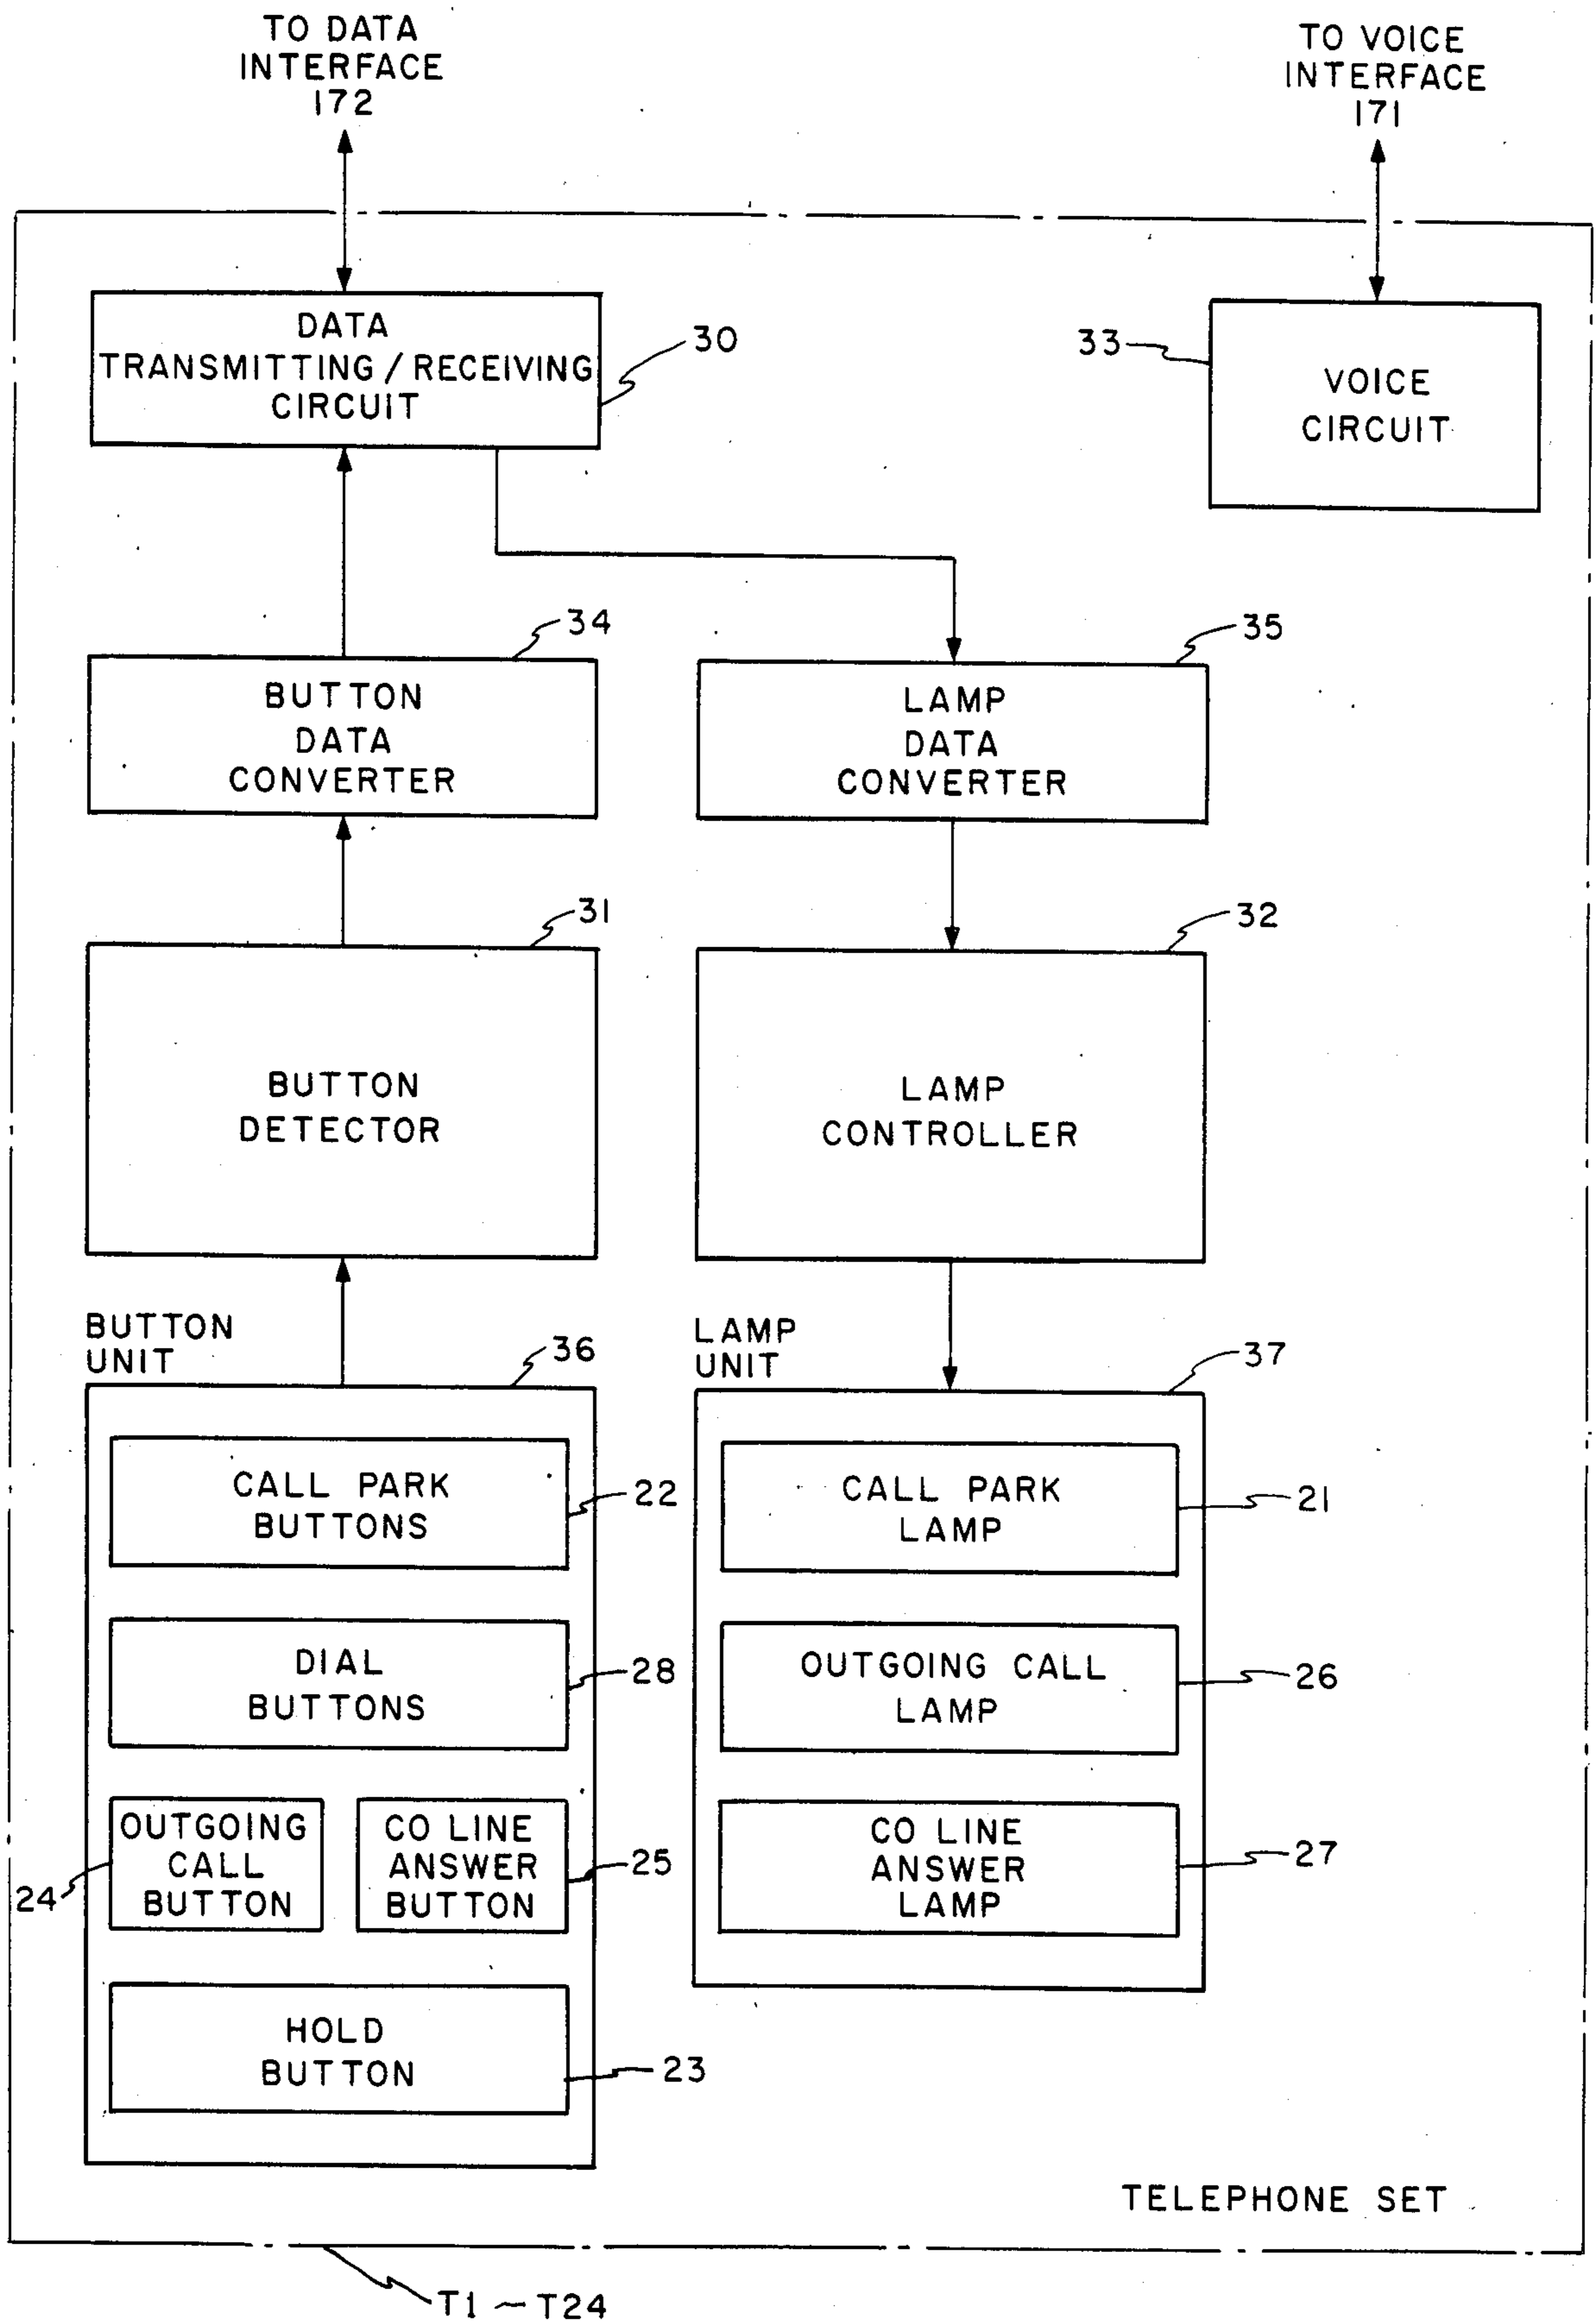 TO DATA
INTERFACE
172
TO VOICE
INTERFACE
171
DATA
TRANSMITTING / RECEIVING
CIRCUIT
30
33
VOICE
CIRCUIT
34
BUTTON
DATA
CONVERTER
35
LAMP
DATA
CONVERTER
31
BUTTON
DETECTOR
32
LAMP
CONTROLLER
BUTTON
UNIT
36
CALL PARK
BUTTONS
22
DIAL
BUTTONS
28
OUTGOING
CALL
BUTTON
24
CO LINE
ANSWER
BUTTON
25
HOLD
BUTTON
23
LAMP
UNIT
37
CALL PARK
LAMP
21
OUTGOING CALL
LAMP
26
CO LINE
ANSWER
LAMP
27
TELEPHONE SET
T1 ~ T24